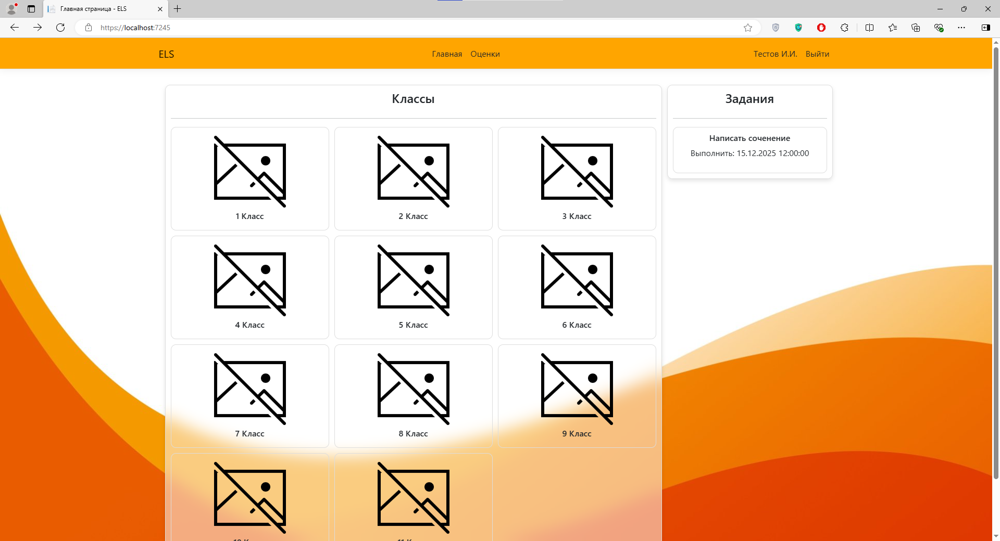 Главная страница - ELS
https://localhost:7245
ELS
Главная Оценки
Тестов И.И. Выйти
Классы
1 Класс
2 Класс
3 Класс
4 Класс
5 Класс
6 Класс
7 Класс
8 Класс
9 Класс
10 К
11 К
Задания
Написать соченение
Выполнить: 15.12.2025 12:00:00